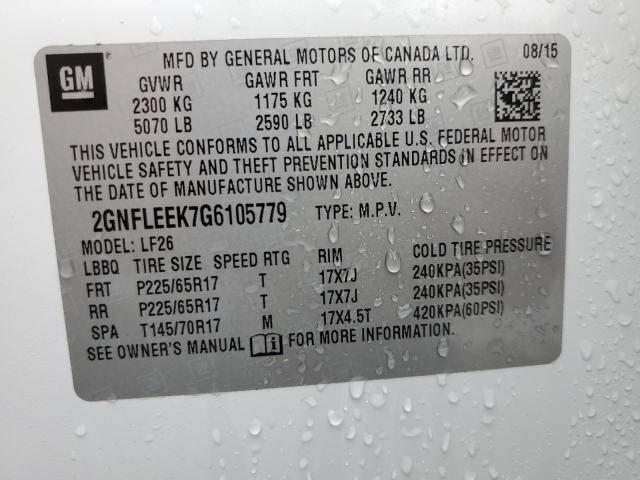 GM
MFD BY GENERAL MOTORS OF CANADA LTD. 08/15
GVWR GAWR FRT GAWR RR
2300 KG 1175 KG 1240 KG
5070 LB 2590 LB 2733 LB
THIS VEHICLE CONFORMS TO ALL APPLICABLE U.S. FEDERAL MOTOR
VEHICLE SAFETY AND THEFT PREVENTION STANDARDS IN EFFECT ON
THE DATE OF MANUFACTURE SHOWN ABOVE.
2GNFLEEK7G6105779 TYPE: M.P.V.
MODEL: LF26
LBBQ TIRE SIZE SPEED RTG RIM COLD TIRE PRESSURE
FRT P225/65R17 T 17X7J 240KPA(35PSI)
RR P225/65R17 T 17X7J 240KPA(35PSI)
SPA T145/70R17 M 17X4.5T 420KPA(60PSI)
SEE OWNER'S MANUAL FOR MORE INFORMATION.